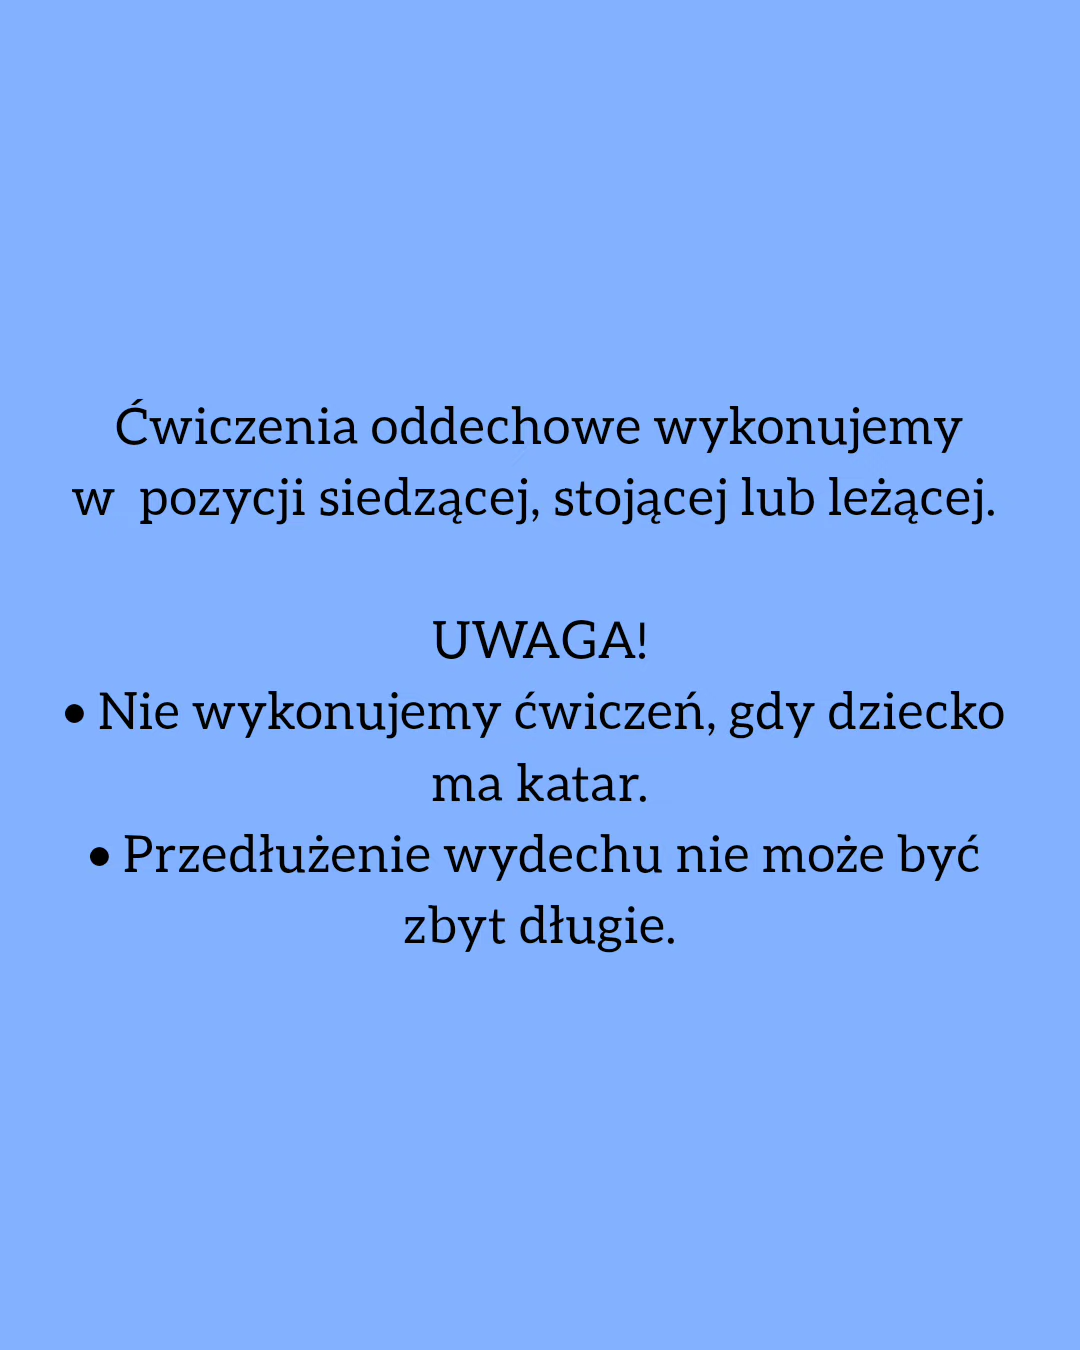 Ćwiczenia oddechowe wykonujemy
w  pozycji siedzącej, stojącej lub leżącej.
UWAGA!
• Nie wykonujemy ćwiczeń, gdy dziecko
ma katar.
• Przedłużenie wydechu nie może być
zbyt długie.